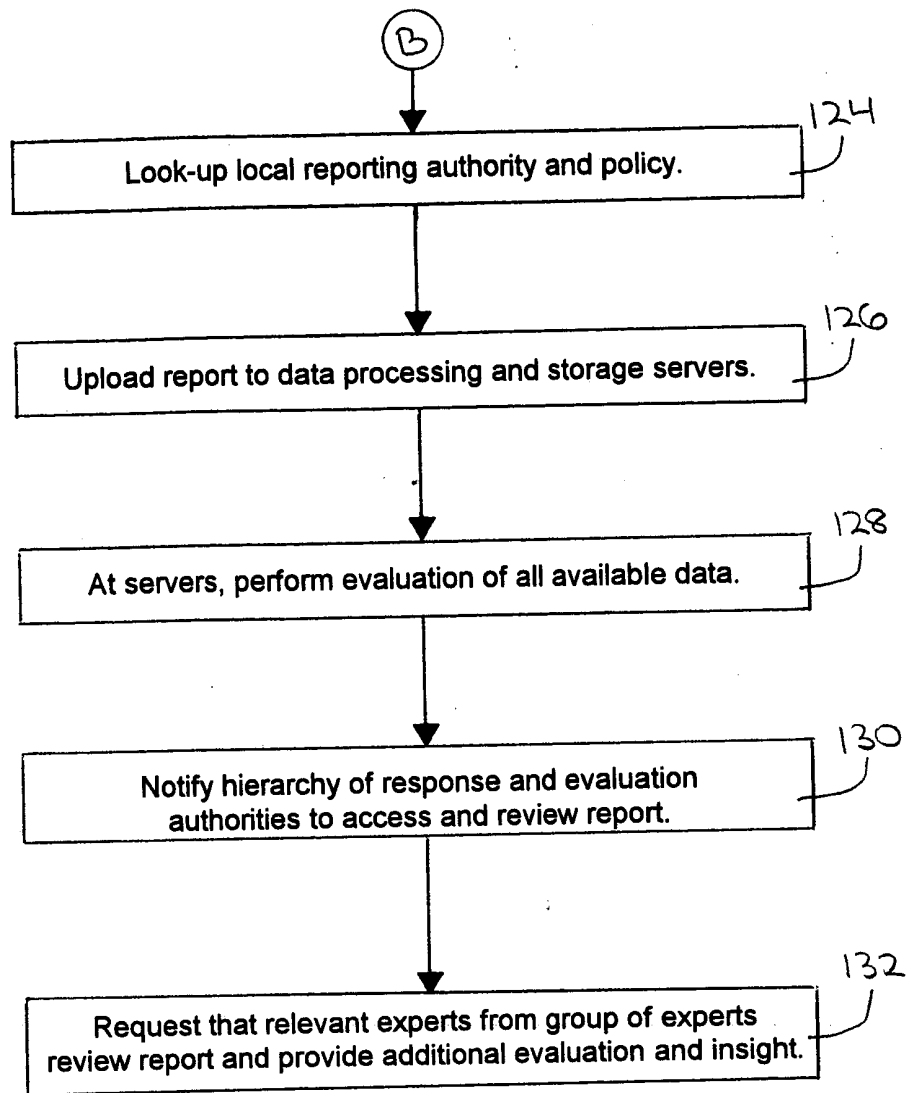 B
124
Look-up local reporting authority and policy.
126
Upload report to data processing and storage servers.
128
At servers, perform evaluation of all available data.
130
Notify hierarchy of response and evaluation
authorities to access and review report.
132
Request that relevant experts from group of experts
review report and provide additional evaluation and insight.